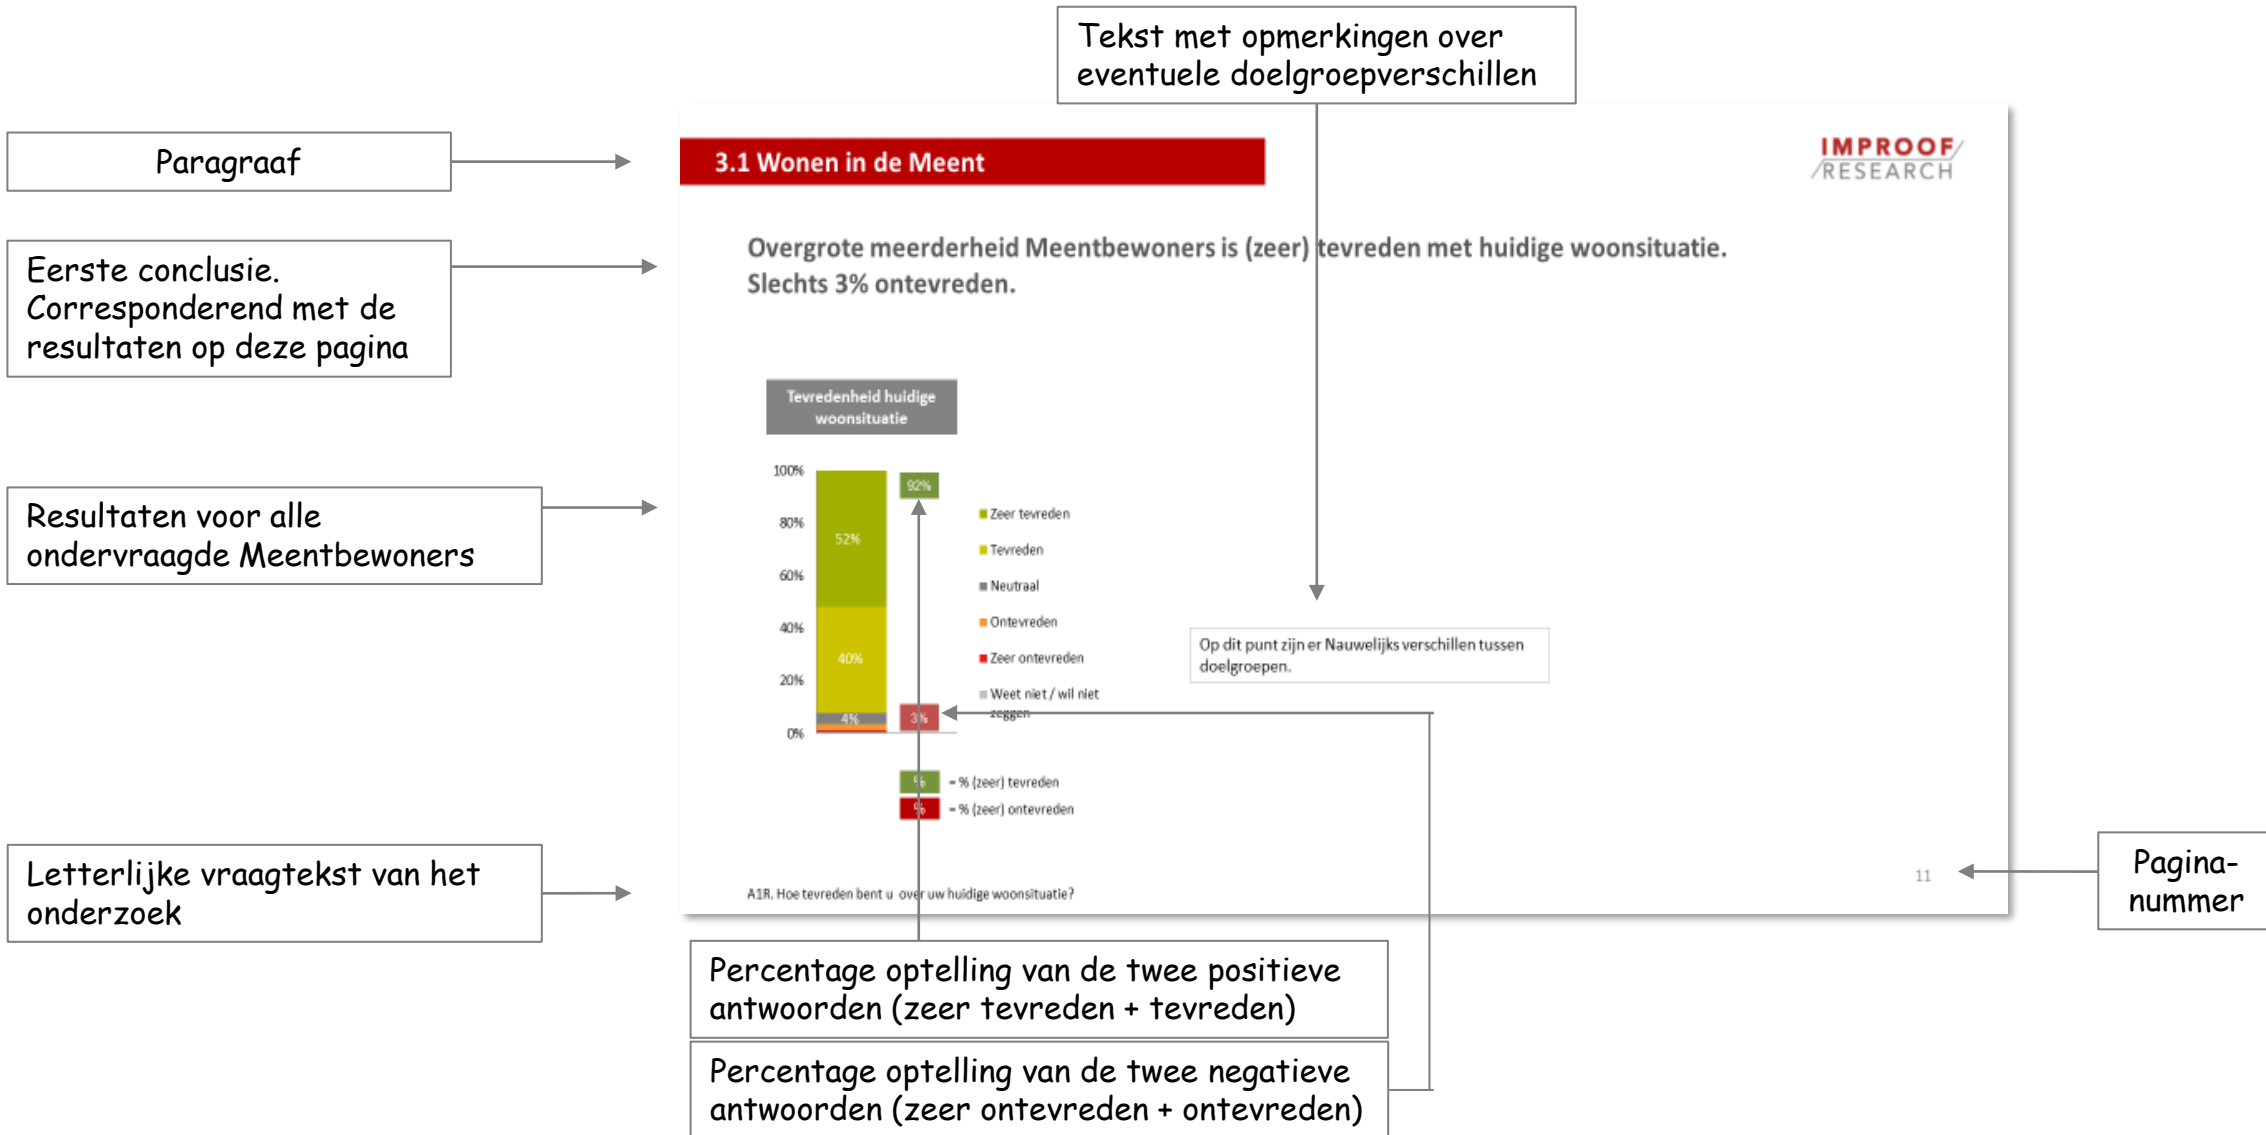 Tekst met opmerkingen over
eventuele doelgroepverschillen
Paragraaf
3.1 Wonen in de Meent
IMPROOF
RESEARCH
Eerste conclusie.
Corresponderend met de
resultaten op deze pagina
Overgrote meerderheid Meentbewoners is (zeer) tevreden met huidige woonsituatie.
Slechts 3% ontevreden.
Tevredenheid huidige
woonsituatie
Resultaten voor alle
ondervraagde Meentbewoners
100%
80%
60%
40%
20%
0%
52%
40%
4%
92%
3%
Zeer tevreden
Tevreden
Neutraal
Ontevreden
Zeer ontevreden
Weet niet / wil niet
zeggen
Op dit punt zijn er Nauwelijks verschillen tussen
doelgroepen.
% = % (zeer) tevreden
% = % (zeer) ontevreden
Letterlijke vraagtekst van het
onderzoek
A1R. Hoe tevreden bent u over uw huidige woonsituatie?
11
Pagina-
nummer
Percentage optelling van de twee positieve
antwoorden (zeer tevreden + tevreden)
Percentage optelling van de twee negatieve
antwoorden (zeer ontevreden + ontevreden)